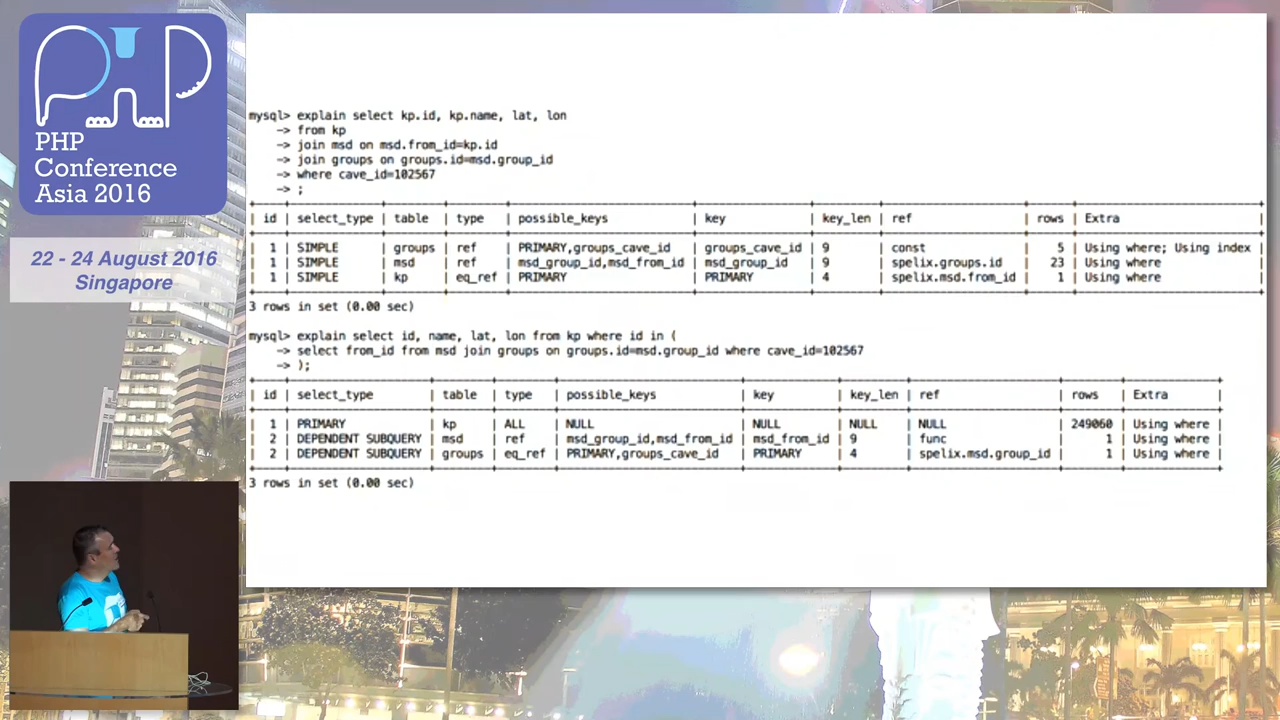 PHP
PHP
Conference
Asia 2016
22 - 24 August 2016
Singapore
mysql> explain select kp.id, kp.name, lat, lon
-> from kp
-> join msd on msd.from_id=kp.id
-> join groups on groups.id=msd.group_id
-> where cave_id=102567
-> ;
| id | select_type | table | type | possible_keys | key | key_len | ref | rows | Extra |
| 1 | SIMPLE | groups | ref | PRIMARY,groups_cave_id | groups_cave_id | 9 | const | 5 | Using where; Using index |
| 1 | SIMPLE | msd | ref | msd_group_id,msd_from_id | msd_group_id | 9 | spelix.groups.id | 23 | Using where |
| 1 | SIMPLE | kp | eq_ref | PRIMARY | PRIMARY | 4 | spelix.msd.from_id | 1 | Using where |
3 rows in set (0.00 sec)
mysql> explain select id, name, lat, lon from kp where id in (
-> select from_id from msd join groups on groups.id=msd.group_id where cave_id=102567
-> );
| id | select_type | table | type | possible_keys | key | key_len | ref | rows | Extra |
| 1 | PRIMARY | kp | ALL | NULL | NULL | NULL | NULL | 249060 | Using where |
| 2 | DEPENDENT SUBQUERY | msd | ref | msd_group_id,msd_from_id | msd_from_id | 9 | func | 1 | Using where |
| 2 | DEPENDENT SUBQUERY | groups | eq_ref | PRIMARY,groups_cave_id | PRIMARY | 4 | spelix.msd.group_id | 1 | Using where |
3 rows in set (0.00 sec)